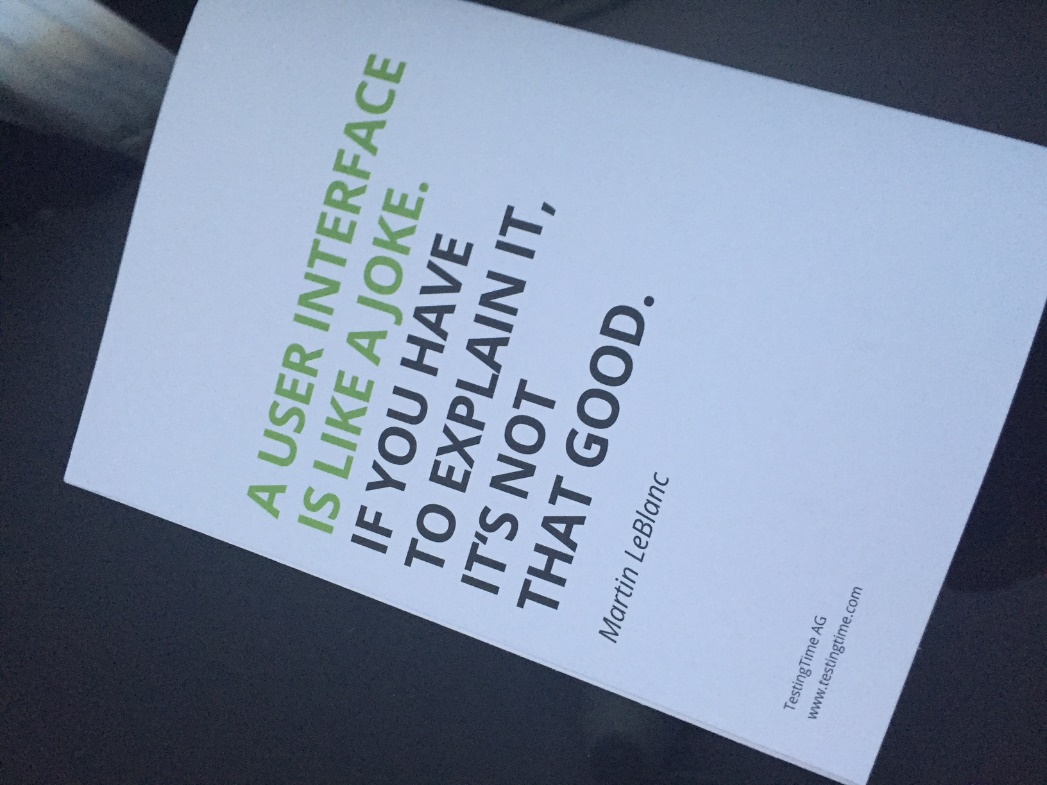 A USER INTERFACE
IS LIKE A JOKE.
IF YOU HAVE
TO EXPLAIN IT,
IT’S NOT
THAT GOOD.
Martin LeBlanc
TestingTime AG
www.testingtime.com